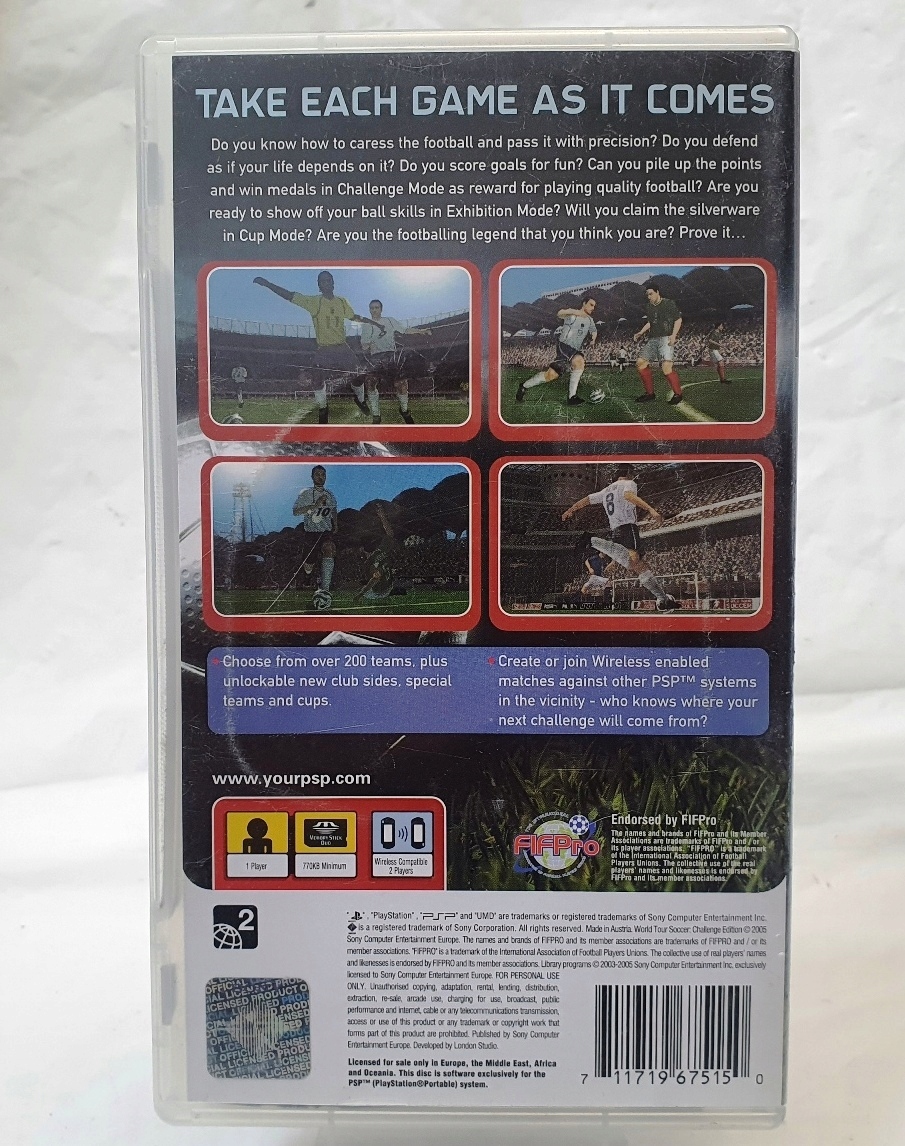 TAKE EACH GAME AS IT COMES
Do you know how to caress the football and pass it with precision? Do you defend
as if your life depends on it? Do you score goals for fun? Can you pile up the points
and win medals in Challenge Mode as reward for playing quality football? Are you
ready to show off your ball skills in Exhibition Mode? Will you claim the silverware
in Cup Mode? Are you the footballing legend that you think you are? Prove it...
11
10
8
SOCCER
Choose from over 200 teams, plus
unlockable new club sides, special
teams and cups.
Create or join Wireless enabled
matches against other PSP™ systems
in the vicinity - who knows where your
next challenge will come from?
www.yourpsp.com
1 Player
MEMORY STICK
DUO
770KB Minimum
Wireless Compatible
2 Players
FIFPro
Endorsed by FIFPro
The names and brands of FIFPro and its Member
Associations are trademarks of FIFPro and / or
its player associations. "FIFPRO" is a trademark
of the International Association of Football
Players Unions. The collective use of the real
players' names and likenesses is endorsed by
FIFPro and its member associations.
2
" ", "PlayStation", "PSP" and "UMD" are trademarks or registered trademarks of Sony Computer Entertainment Inc.
is a registered trademark of Sony Corporation. All rights reserved. Made in Austria. World Tour Soccer: Challenge Edition © 2005
Sony Computer Entertainment Europe. The names and brands of FIFPRO and its member associations are trademarks of FIFPRO and / or its
member associations. "FIFPRO" is a trademark of the International Association of Football Players Unions. The collective use of real players' names
and likenesses is endorsed by FIFPRO and its member associations. Library programs © 2003-2005 Sony Computer Entertainment Inc. exclusively
licensed to Sony Computer Entertainment Europe. FOR PERSONAL USE
ONLY. Unauthorised copying, adaptation, rental, lending, distribution,
extraction, re-sale, arcade use, charging for use, broadcast, public
performance and internet, cable or any telecommunications transmission,
access or use of this product or any trademark or copyright work that
forms part of this product are prohibited. Published by Sony Computer
Entertainment Europe. Developed by London Studio.
Licensed for sale only in Europe, the Middle East, Africa
and Oceania. This disc is software exclusively for the
PSP™ (PlayStation®Portable) system.
OFFICIAL LICENSED PRODUCT
7 11719 67515 0